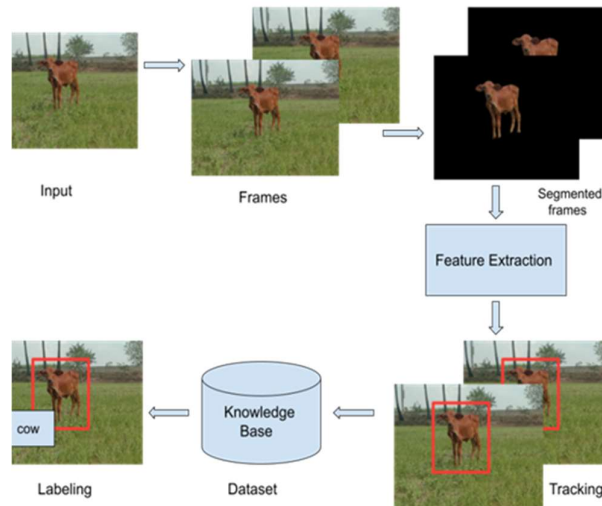 Input
Frames
Segmented
frames
Feature Extraction
Tracking
Knowledge
Base
Dataset
cow
Labeling